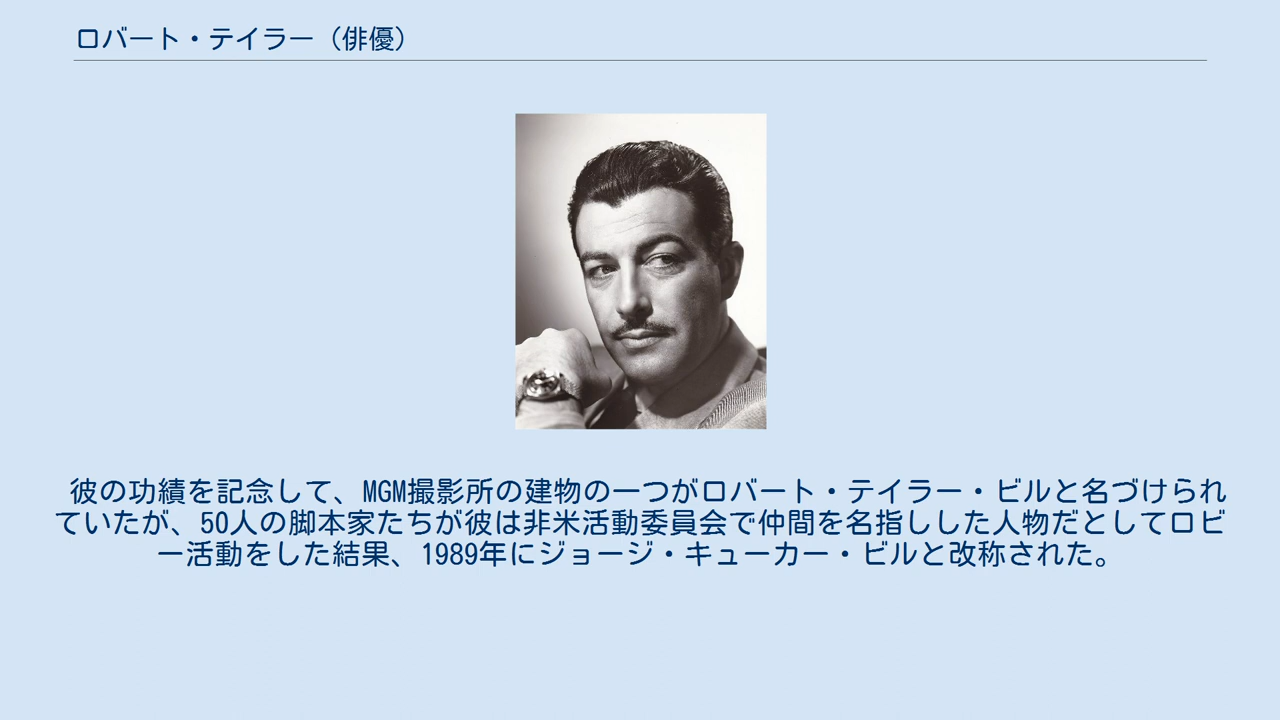 ロバート・テイラー（俳優）
彼の功績を記念して、MGM撮影所の建物の一つがロバート・テイラー・ビルと名づけられ
ていたが、50人の脚本家たちが彼は非米活動委員会で仲間を名指しした人物だとしてロビ
ー活動をした結果、1989年にジョージ・キューカー・ビルと改称された。